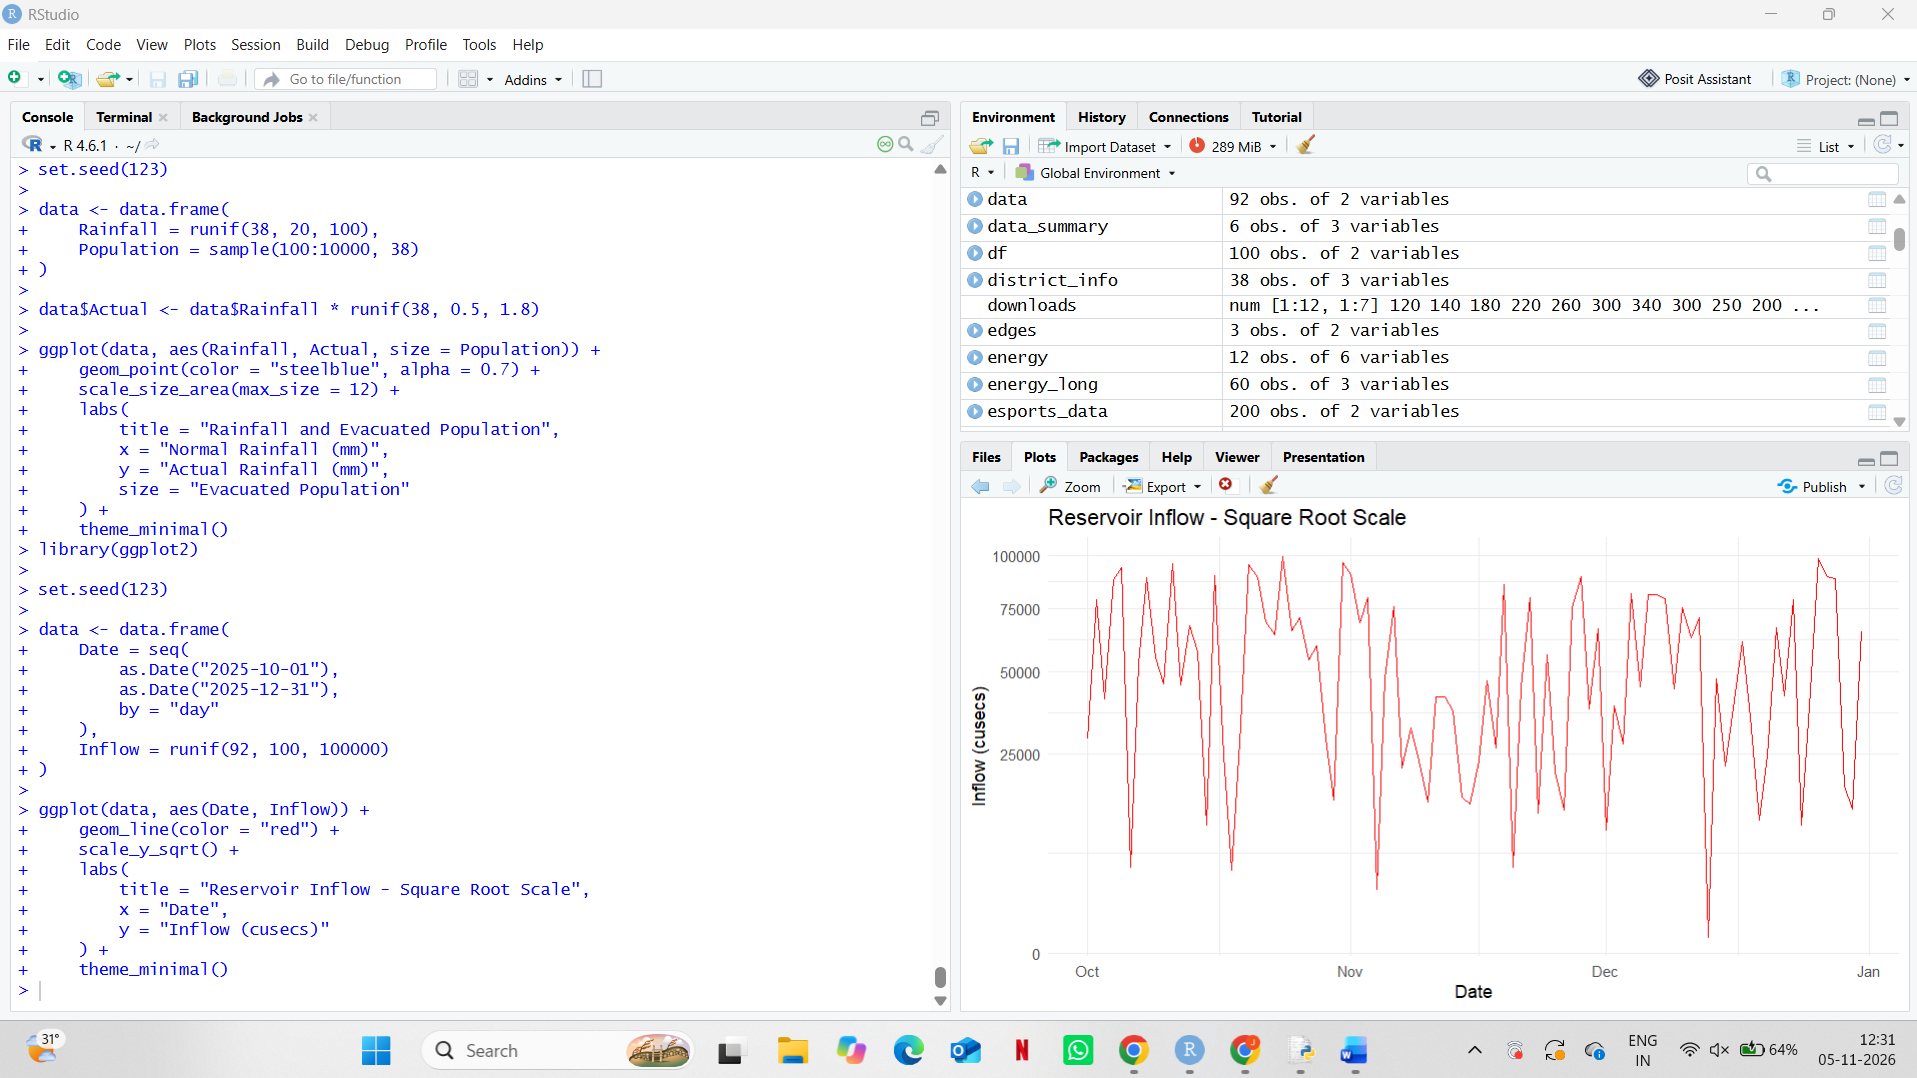 RStudio
File Edit Code View Plots Session Build Debug Profile Tools Help
Go to file/function Addins Posit Assistant Project: (None)
Console Terminal Background Jobs
R 4.6.1 · ~/
> set.seed(123)
>
> data <- data.frame(
+     Rainfall = runif(38, 20, 100),
+     Population = sample(100:10000, 38)
+ )
>
> data$Actual <- data$Rainfall * runif(38, 0.5, 1.8)
>
> ggplot(data, aes(Rainfall, Actual, size = Population)) +
+     geom_point(color = "steelblue", alpha = 0.7) +
+     scale_size_area(max_size = 12) +
+     labs(
+         title = "Rainfall and Evacuated Population",
+         x = "Normal Rainfall (mm)",
+         y = "Actual Rainfall (mm)",
+         size = "Evacuated Population"
+     ) +
+     theme_minimal()
> library(ggplot2)
>
> set.seed(123)
>
> data <- data.frame(
+     Date = seq(
+         as.Date("2025-10-01"),
+         as.Date("2025-12-31"),
+         by = "day"
+     ),
+     Inflow = runif(92, 100, 100000)
+ )
>
> ggplot(data, aes(Date, Inflow)) +
+     geom_line(color = "red") +
+     scale_y_sqrt() +
+     labs(
+         title = "Reservoir Inflow - Square Root Scale",
+         x = "Date",
+         y = "Inflow (cusecs)"
+     ) +
+     theme_minimal()
>
Environment History Connections Tutorial
Import Dataset 289 MiB List
R Global Environment
data 92 obs. of 2 variables
data_summary 6 obs. of 3 variables
df 100 obs. of 2 variables
district_info 38 obs. of 3 variables
downloads num [1:12, 1:7] 120 140 180 220 260 300 340 300 250 200 ...
edges 3 obs. of 2 variables
energy 12 obs. of 6 variables
energy_long 60 obs. of 3 variables
esports_data 200 obs. of 2 variables
Files Plots Packages Help Viewer Presentation
Zoom Export Publish
Reservoir Inflow - Square Root Scale
100000
75000
50000
25000
0
Inflow (cusecs)
Oct Nov Dec Jan
Date
31°
Search
ENG
IN
64%
12:31
05-11-2026